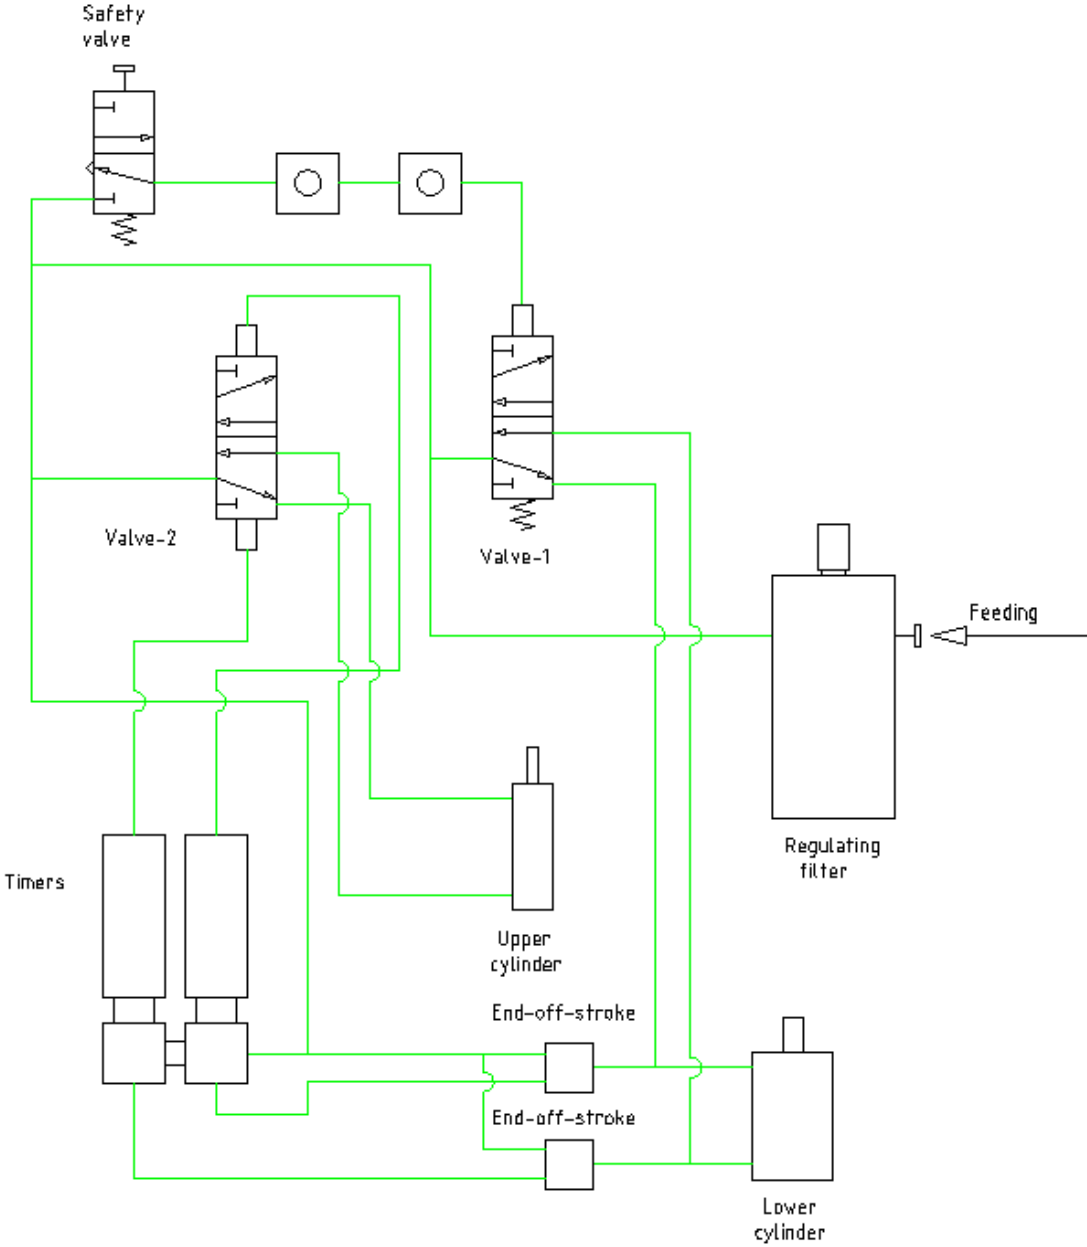 Safety
valve
Valve-2
Valve-1
Feeding
Regulating
filter
Timers
Upper
cylinder
End-off-stroke
End-off-stroke
Lower
cylinder